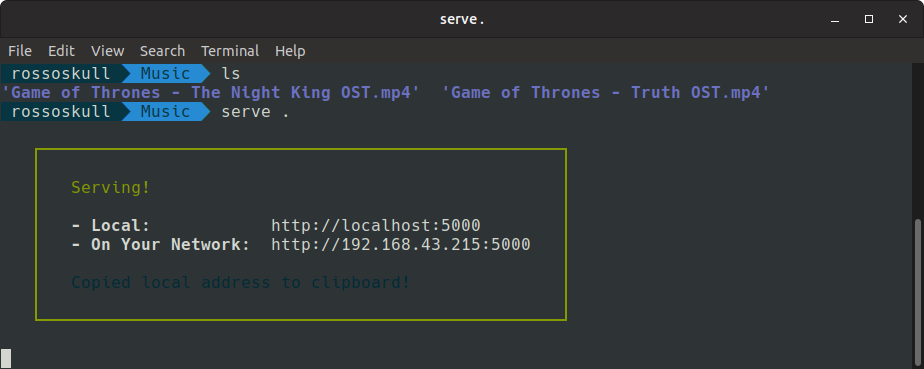 serve .
File Edit View Search Terminal Help
rossoskull Music ls
'Game of Thrones - The Night King OST.mp4' 'Game of Thrones - Truth OST.mp4'
rossoskull Music serve .
Serving!
- Local: http://localhost:5000
- On Your Network: http://192.168.43.215:5000
Copied local address to clipboard!